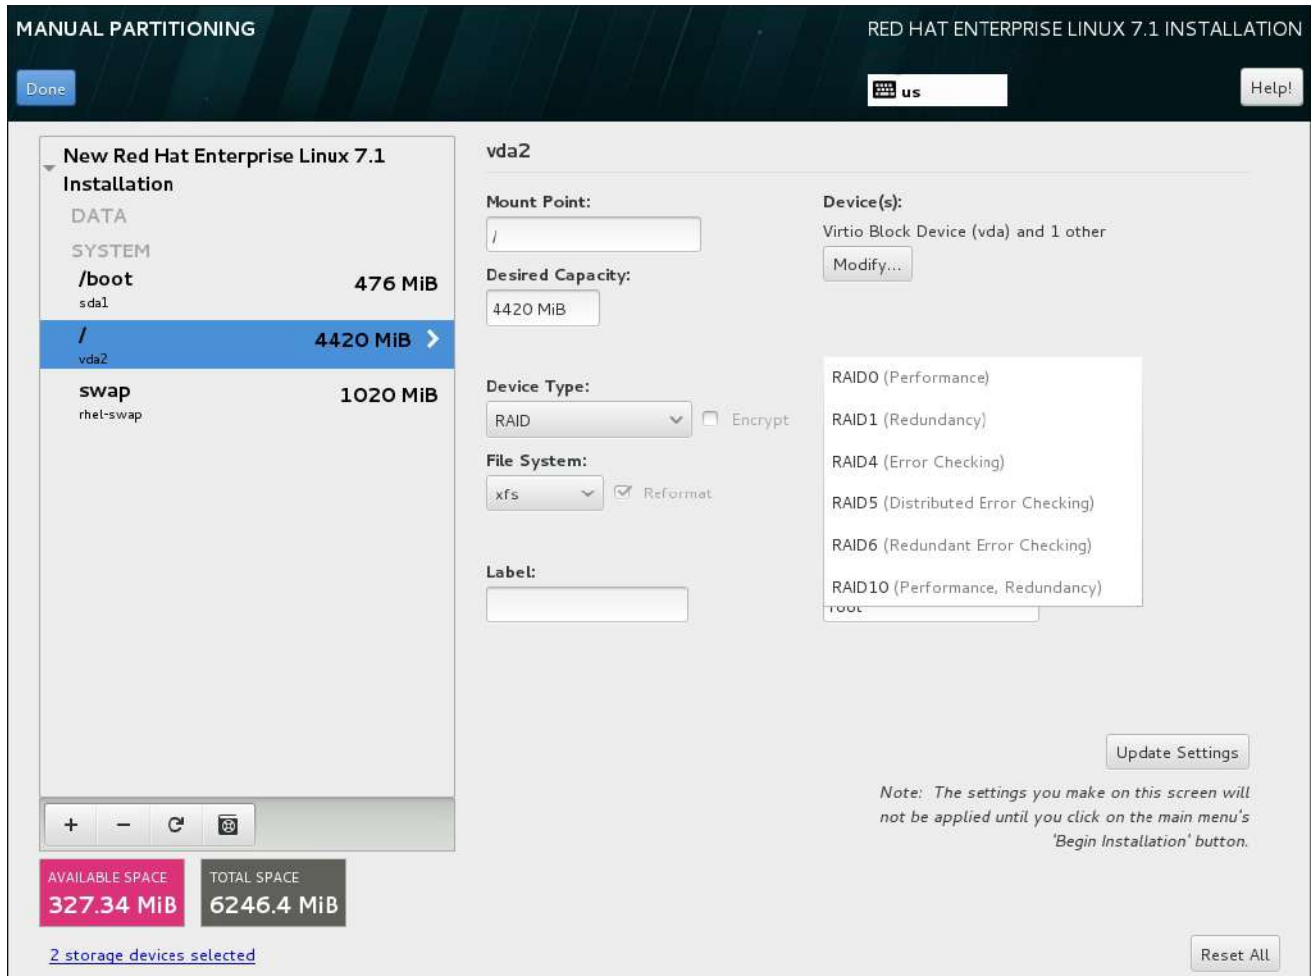 MANUAL PARTITIONING
RED HAT ENTERPRISE LINUX 7.1 INSTALLATION
Done
us
Help!
New Red Hat Enterprise Linux 7.1
Installation
DATA
SYSTEM
/boot
476 MiB
sda1
/
4420 MiB
vda2
swap
1020 MiB
rhel-swap
vda2
Mount Point:
/
Desired Capacity:
4420 MiB
Device(s):
Virtio Block Device (vda) and 1 other
Modify...
Device Type:
RAID
Encrypt
File System:
xfs
Reformat
Label:
RAID0 (Performance)
RAID1 (Redundancy)
RAID4 (Error Checking)
RAID5 (Distributed Error Checking)
RAID6 (Redundant Error Checking)
RAID10 (Performance, Redundancy)
root
Update Settings
Note: The settings you make on this screen will
not be applied until you click on the main menu's
'Begin Installation' button.
+ −
AVAILABLE SPACE
327.34 MiB
TOTAL SPACE
6246.4 MiB
2 storage devices selected
Reset All